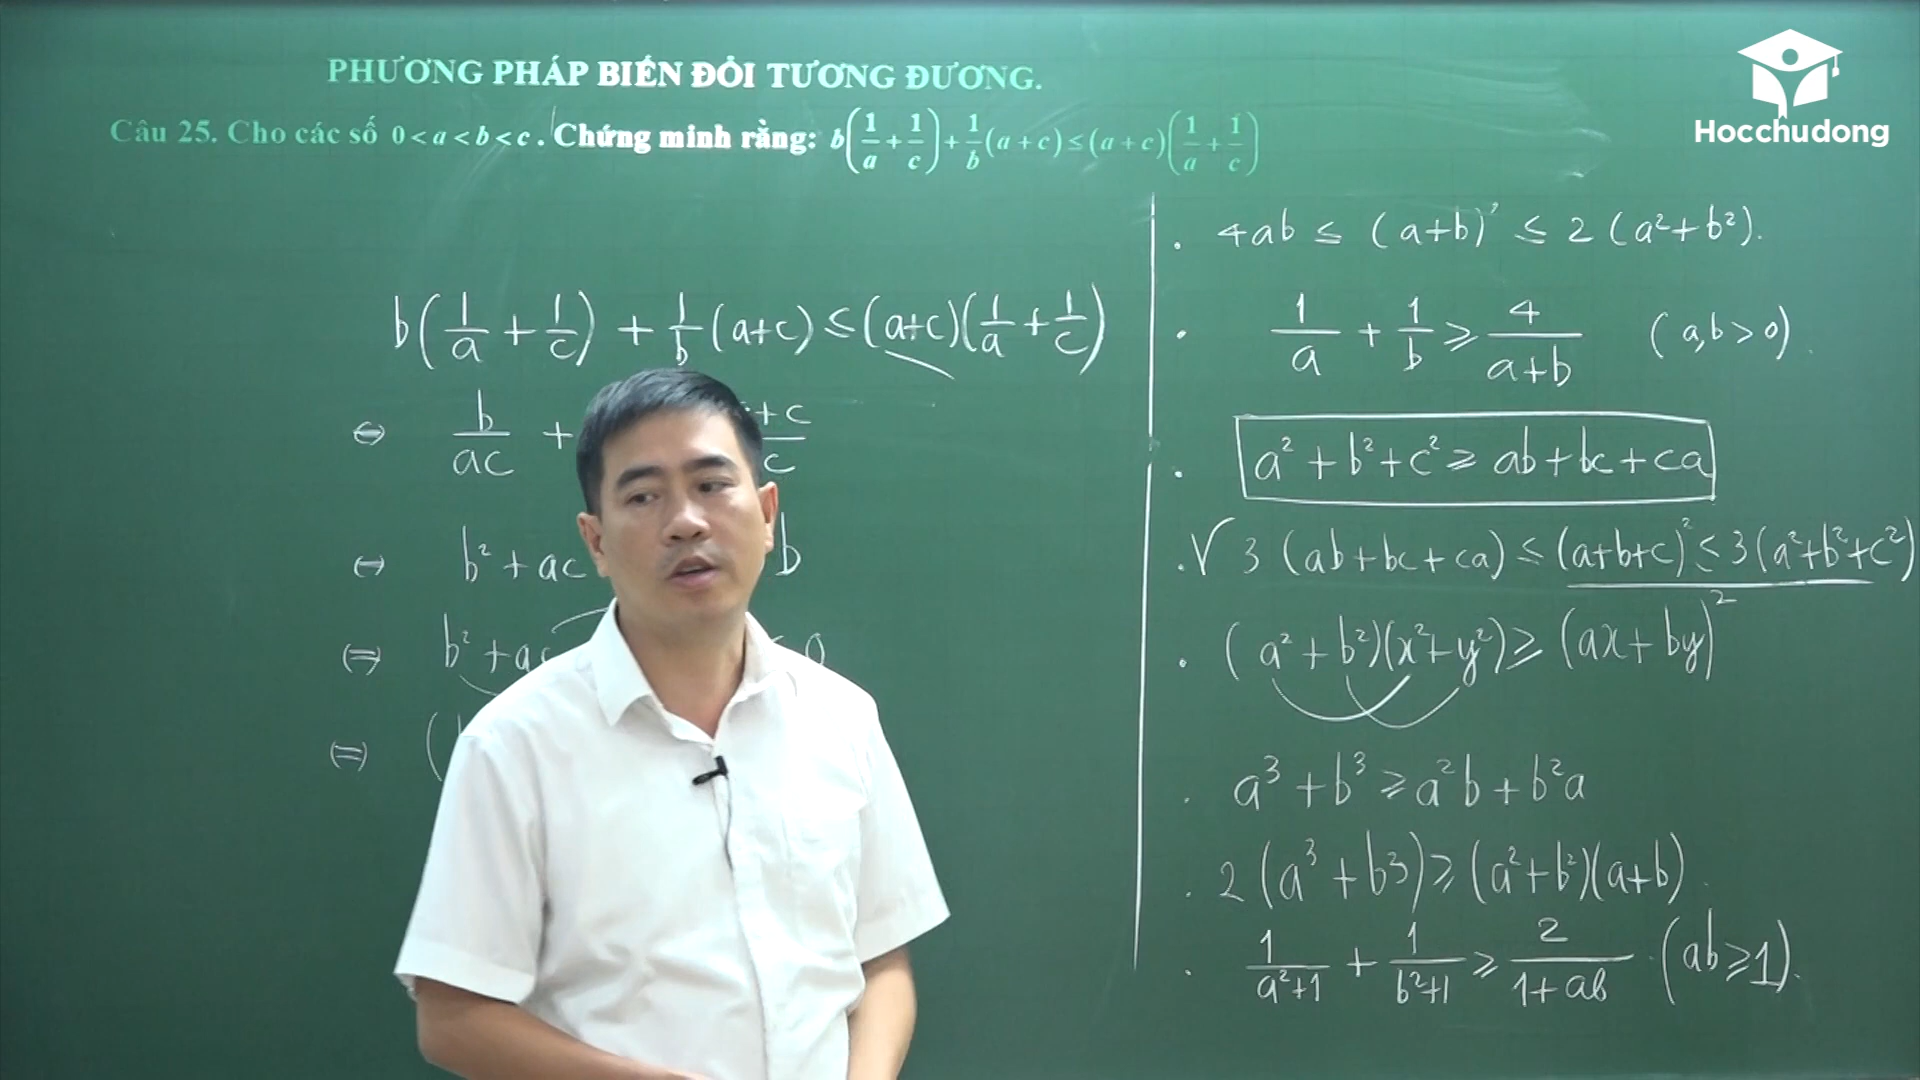 PHƯƠNG PHÁP BIẾN ĐỔI TƯƠNG ĐƯƠNG.
Câu 25. Cho các số 0 < a < b < c . Chứng minh rằng: b(1/a + 1/c) + 1/b (a + c) ≤ (a + c)(1/a + 1/c)
Hocchudong
b(1/a + 1/c) + 1/b (a+c) ≤ (a+c)(1/a + 1/c)
⇔ b/ac + +c/c
⇔ b² + ac b
⇔ b² + ac 0
⇔ (
. 4ab ≤ (a+b)² ≤ 2(a²+b²).
. 1/a + 1/b ≥ 4/(a+b) (a,b > 0).
. a² + b² + c² ≥ ab + bc + ca
. √ 3(ab+bc+ca) ≤ (a+b+c)² ≤ 3(a²+b²+c²)
. (a² + b²)(x²+y²) ≥ (ax + by)²
. a³ + b³ ≥ a²b + b²a
. 2(a³ + b³) ≥ (a²+b²)(a+b).
. 1/(a²+1) + 1/(b²+1) ≥ 2/(1+ab) . (ab ≥ 1).